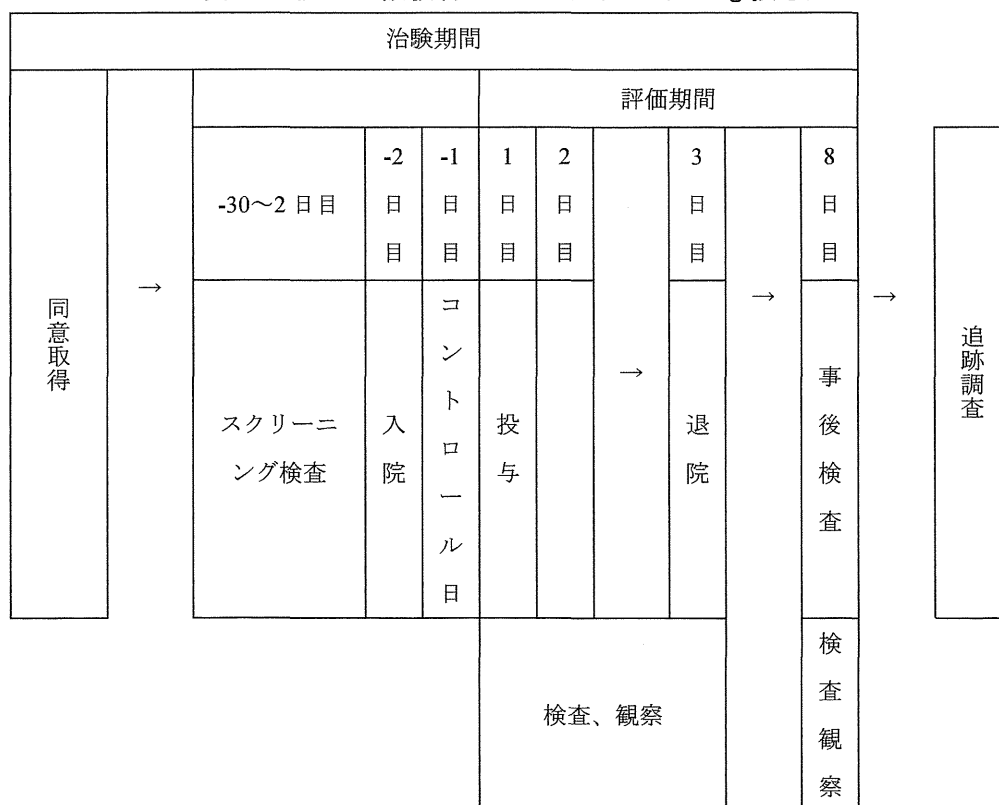 治験期間
評価期間
-30～2日目
-2日目
-1日目
1日目
2日目
3日目
8日目
同意取得
→
スクリーニ
ング検査
入院
コントロール日
投与
→
退院
→
事後検査
→
追跡調査
検査、観察
検査観察